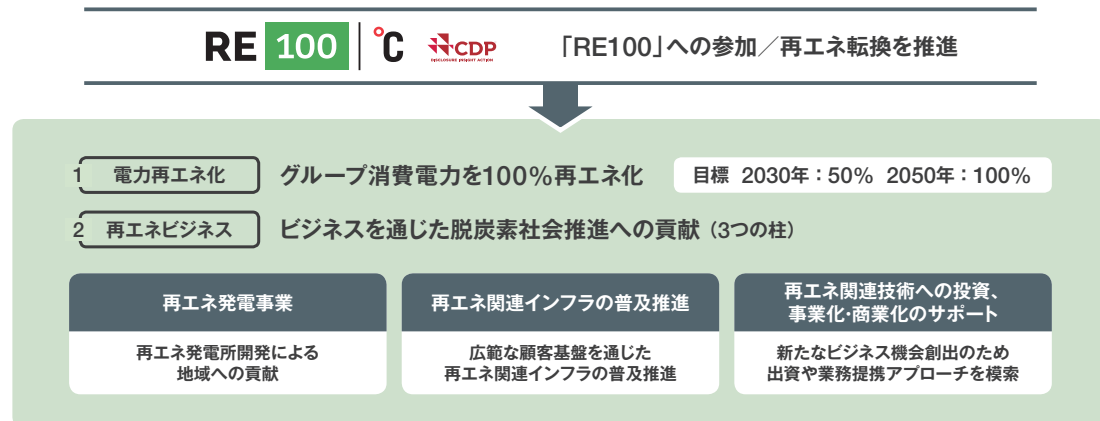 RE 100 ℃ CDP 「RE100」への参加／再エネ転換を推進
DISCLOSURE INSIGHT ACTION
1 電力再エネ化 グループ消費電力を100％再エネ化 目標 2030年：50％ 2050年：100％
2 再エネビジネス ビジネスを通じた脱炭素社会推進への貢献（3つの柱）
再エネ発電事業
再エネ発電所開発による
地域への貢献
再エネ関連インフラの普及推進
広範な顧客基盤を通じた
再エネ関連インフラの普及推進
再エネ関連技術への投資、
事業化・商業化のサポート
新たなビジネス機会創出のため
出資や業務提携アプローチを模索